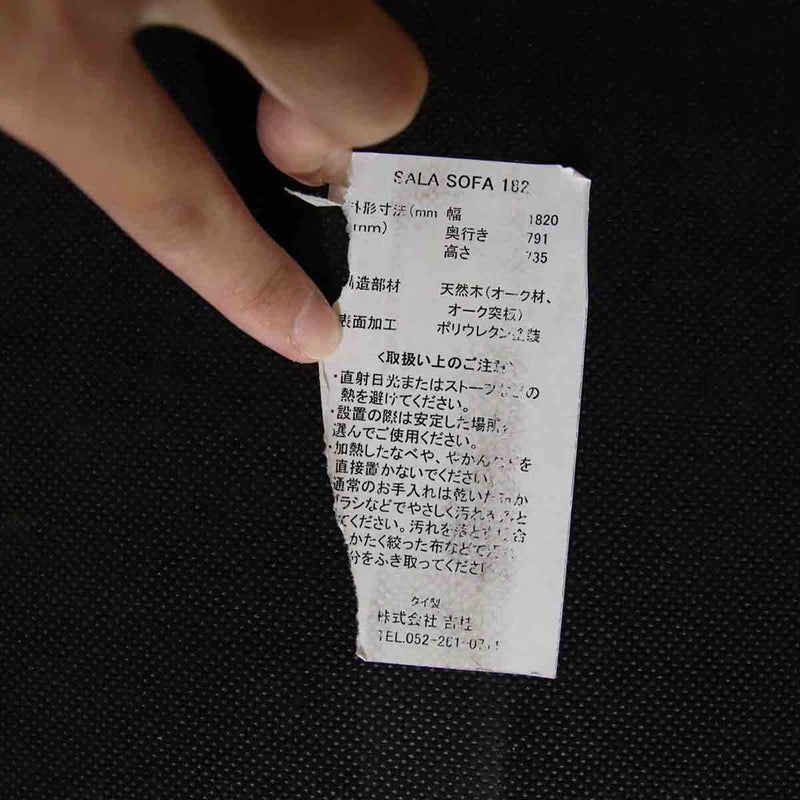 SALA SOFA 182
外形寸法(mm 幅 1820
mm) 奥行き 791
高さ 735
造部材 天然木(オーク材、
オーク突板)
表面加工 ポリウレタン塗装
<取扱い上のご注意>
・直射日光またはストーブなどの
熱を避けてください。
・設置の際は安定した場所を
選んでご使用ください。
・加熱したなべや、やかんなどを
直接置かないでください
通常のお手入れは乾いた
ブラシなどでやさしく汚れ
てください。汚れを落とす場合
かたく絞った布などで
分をふき取ってくださ
タイ製
株式会社 吉桂
TEL.052-261-